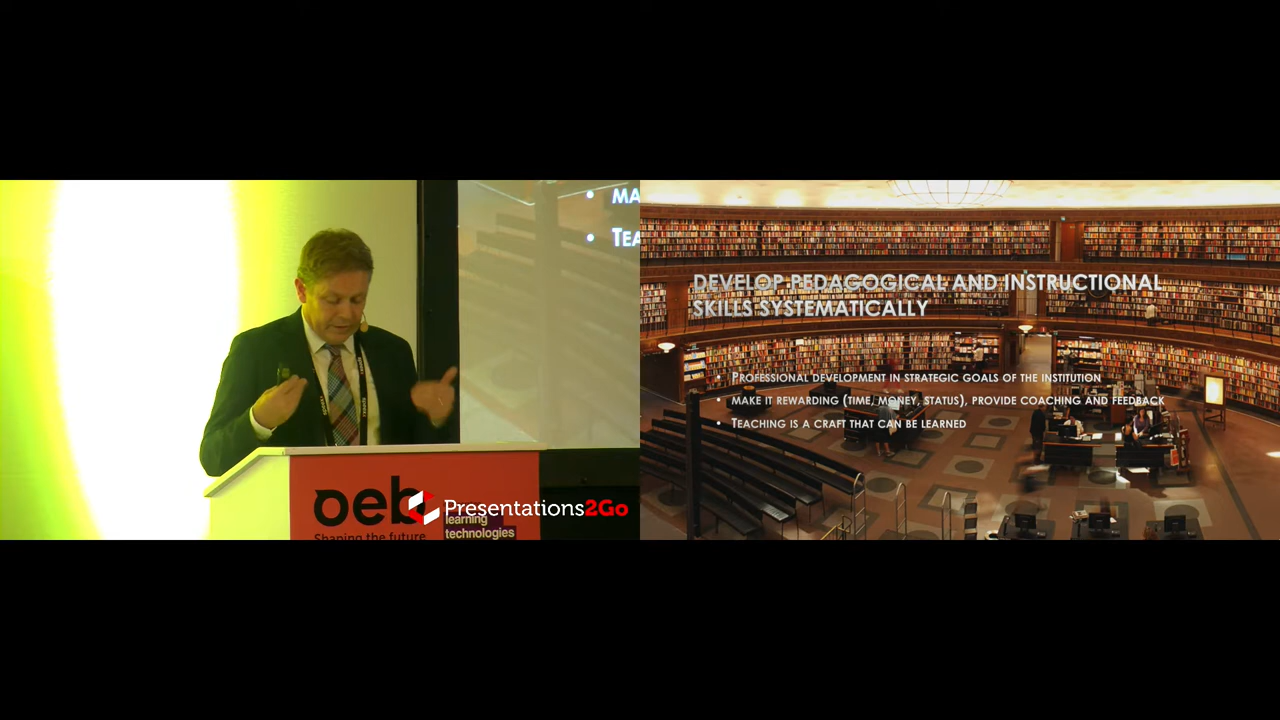 MA
TEA
oeb
Shaping the future
learning
technologies
Presentations2Go
DEVELOP PEDAGOGICAL AND INSTRUCTIONAL
SKILLS SYSTEMATICALLY
• PROFESSIONAL DEVELOPMENT IN STRATEGIC GOALS OF THE INSTITUTION
• MAKE IT REWARDING (TIME, MONEY, STATUS), PROVIDE COACHING AND FEEDBACK
• TEACHING IS A CRAFT THAT CAN BE LEARNED